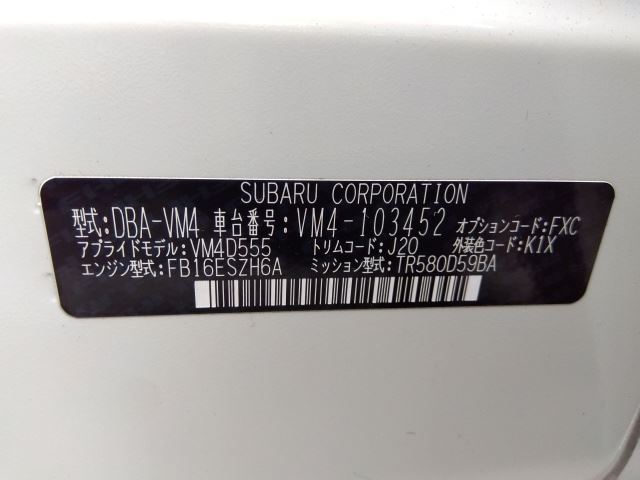 SUBARU CORPORATION
型式:DBA-VM4 車台番号:VM4-103452 オプションコード:FXC
アプライドモデル:VM4D555 トリムコード:J20 外装色コード:K1X
エンジン型式:FB16ESZH6A ミッション型式:TR580D59BA